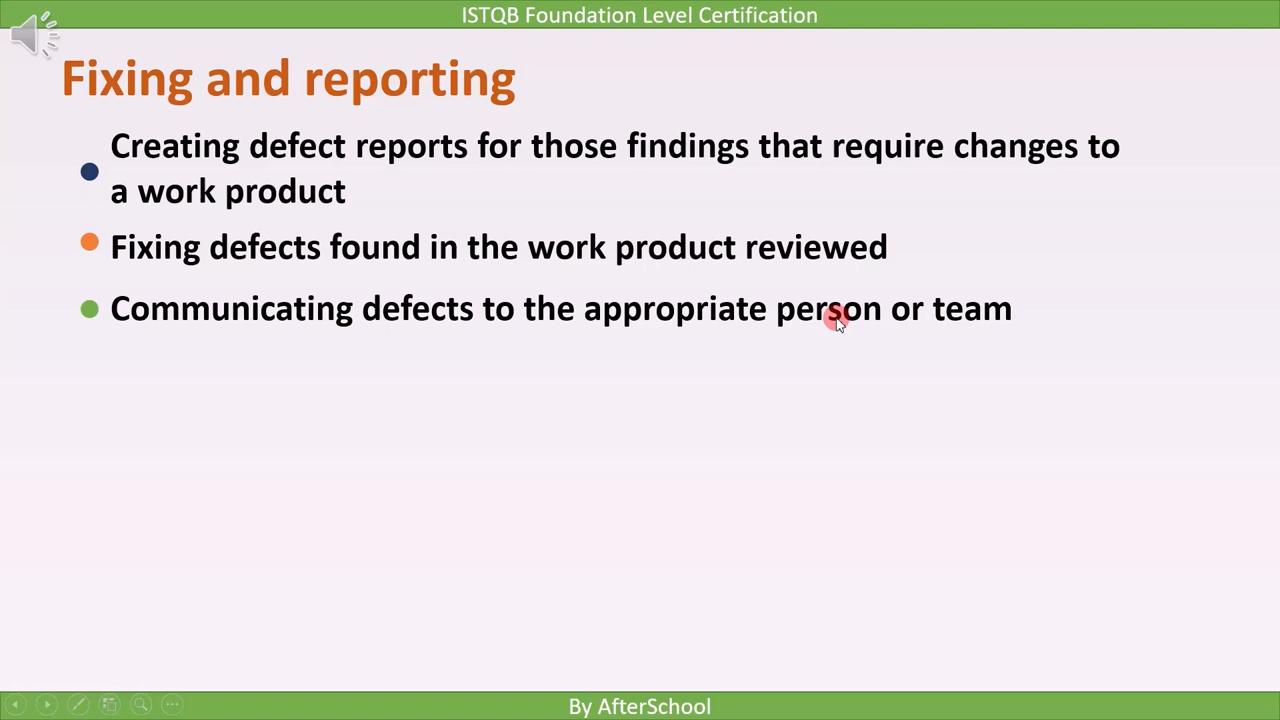 ISTQB Foundation Level Certification
Fixing and reporting
Creating defect reports for those findings that require changes to
a work product
Fixing defects found in the work product reviewed
Communicating defects to the appropriate person or team
By AfterSchool